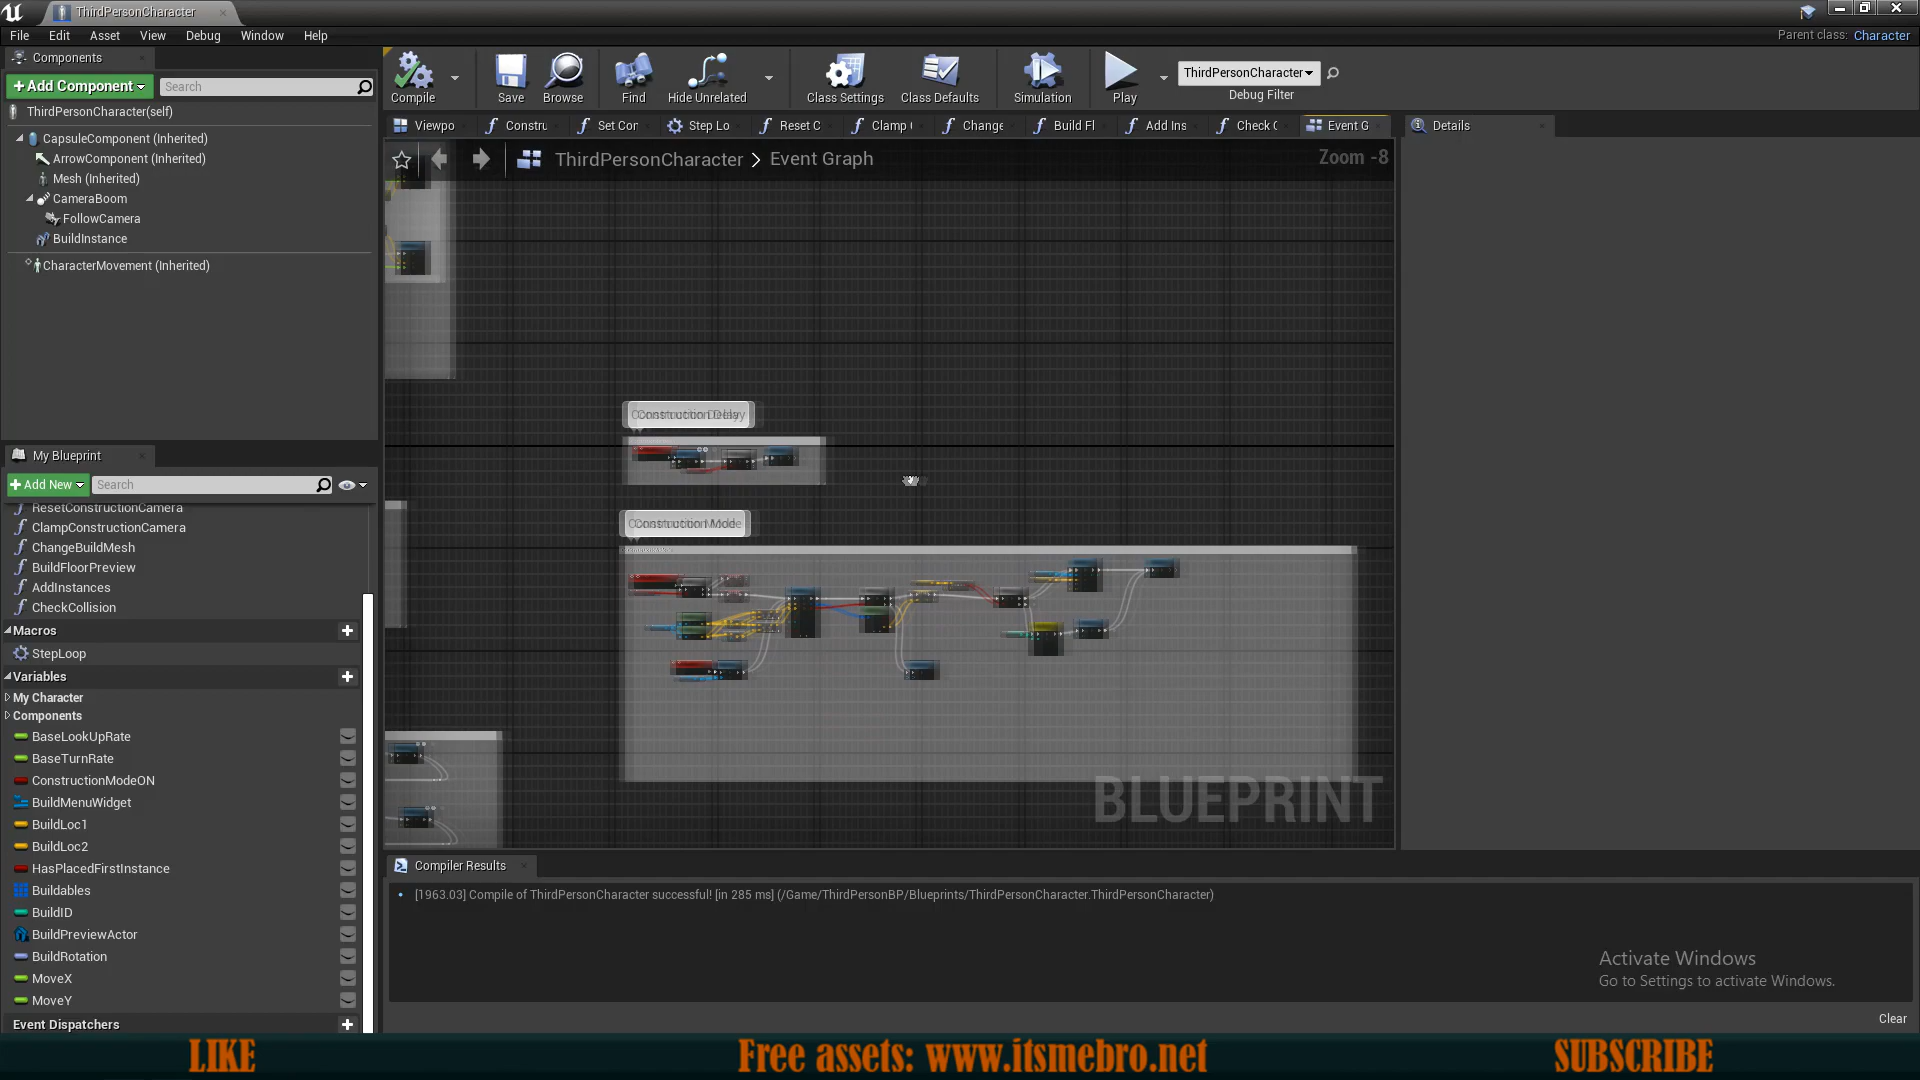 ThirdPersonCharacter
File Edit Asset View Debug Window Help
Parent class: Character
Components
Add Component
Search
ThirdPersonCharacter(self)
CapsuleComponent (Inherited)
ArrowComponent (Inherited)
Mesh (Inherited)
CameraBoom
FollowCamera
BuildInstance
CharacterMovement (Inherited)
Compile
Save
Browse
Find
Hide Unrelated
Class Settings
Class Defaults
Simulation
Play
ThirdPersonCharacter
Debug Filter
Viewpo
Constru
Set Cor
Step Lo
Reset C
Clamp
Change
Build Fl
Add Ins
Check C
Event G
Details
ThirdPersonCharacter > Event Graph
Zoom -8
Construction Delay
Construction Mode
BLUEPRINT
My Blueprint
Add New
Search
ResetConstructionCamera
ClampConstructionCamera
ChangeBuildMesh
BuildFloorPreview
AddInstances
CheckCollision
Macros
StepLoop
Variables
My Character
Components
BaseLookUpRate
BaseTurnRate
ConstructionModeON
BuildMenuWidget
BuildLoc1
BuildLoc2
HasPlacedFirstInstance
Buildables
BuildID
BuildPreviewActor
BuildRotation
MoveX
MoveY
Event Dispatchers
Compiler Results
[1963.03] Compile of ThirdPersonCharacter successful! [in 285 ms] (/Game/ThirdPersonBP/Blueprints/ThirdPersonCharacter.ThirdPersonCharacter)
Activate Windows
Go to Settings to activate Windows.
Clear
LIKE
Free assets: www.itsmebro.net
SUBSCRIBE